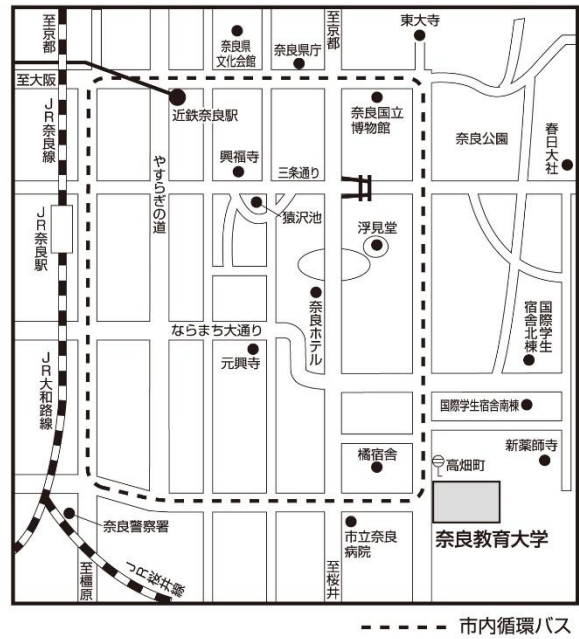 至京都
至京都
東大寺
奈良県
文化会館
奈良県庁
至大阪
近鉄奈良駅
奈良国立
博物館
奈良公園
春日大社
JR奈良線
やすらぎの道
興福寺
三条通り
猿沢池
浮見堂
JR奈良駅
奈良ホテル
国際学生
宿舎北棟
ならまち大通り
元興寺
JR大和路線
国際学生宿舎南棟
橘宿舎
高畑町
新薬師寺
奈良警察署
市立奈良
病院
奈良教育大学
至橿原
JR桜井線
至桜井
市内循環バス